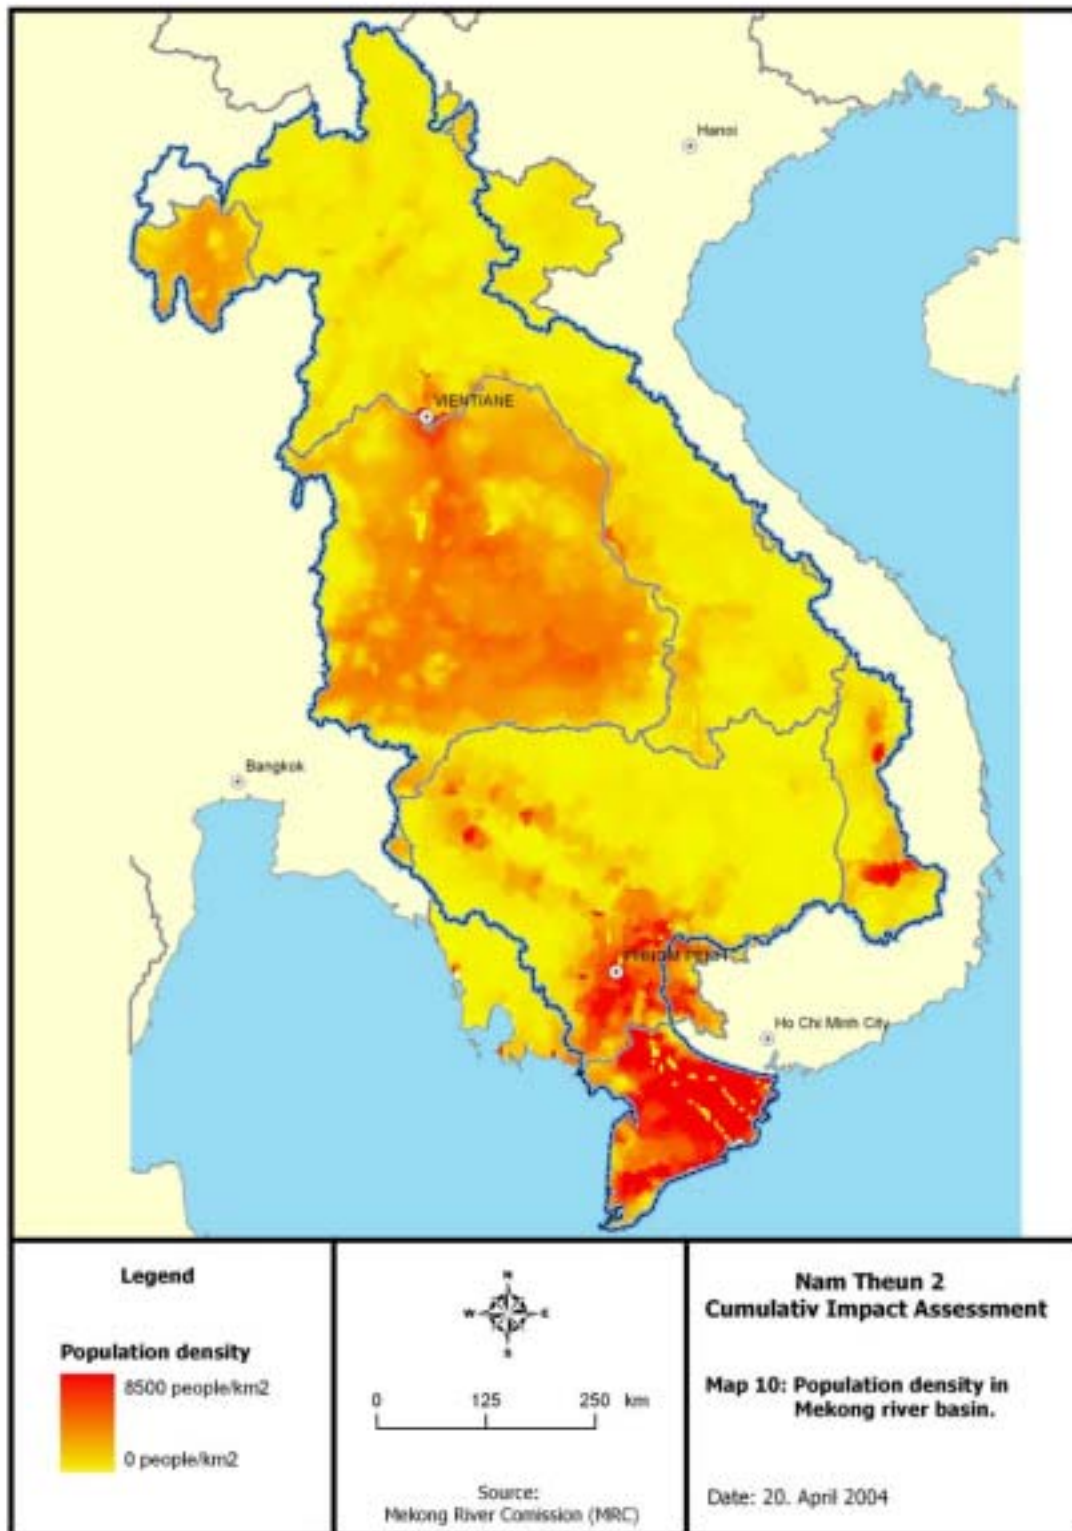 Hanoi
VIENTIANE
Bangkok
PHNOM PENH
Ho Chi Minh City
Legend
Population density
8500 people/km2
0 people/km2
N
W E
S
0 125 250 km
Source:
Mekong River Comission (MRC)
Nam Theun 2
Cumulativ Impact Assessment
Map 10: Population density in
Mekong river basin.
Date: 20. April 2004